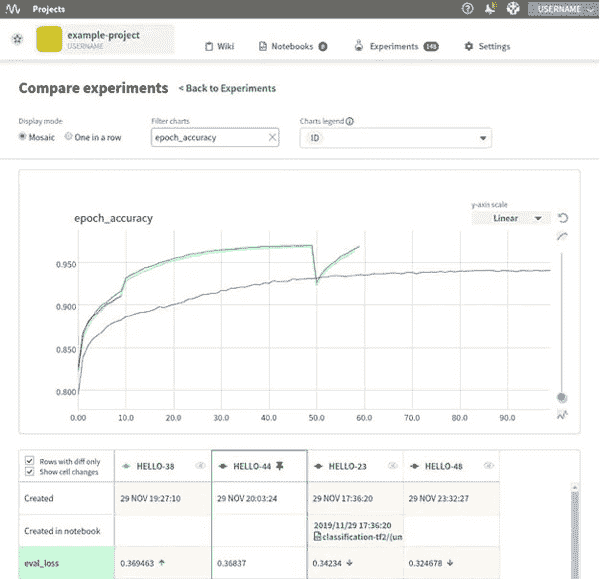 Projects
USERNAME
example-project
USERNAME
Wiki
Notebooks
Experiments 148
Settings
Compare experiments < Back to Experiments
Display mode
Filter charts
Charts legend
Mosaic
One in a row
epoch_accuracy
ID
y-axis scale
epoch_accuracy
Linear
0.950
0.900
0.850
0.800
0.00 10.0 20.0 30.0 40.0 50.0 60.0 70.0 80.0 90.0
Rows with diff only
Show cell changes
HELLO-38 HELLO-44 HELLO-23 HELLO-48
Created 29 NOV 19:27:10 29 NOV 20:03:24 29 NOV 17:36:20 29 NOV 23:32:27
Created in notebook 2019/11/29 17:36:20
classification-tf2/(un
eval_loss 0.369463 ↑ 0.36837 0.34234 ↓ 0.324678 ↓